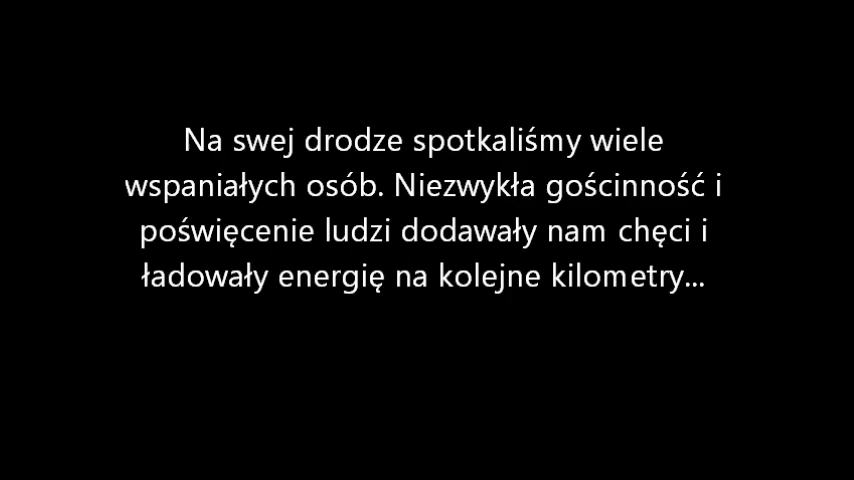 Na swej drodze spotkaliśmy wiele
wspaniałych osób. Niezwykła gościnność i
poświęcenie ludzi dodawały nam chęci i
ładowały energię na kolejne kilometry...